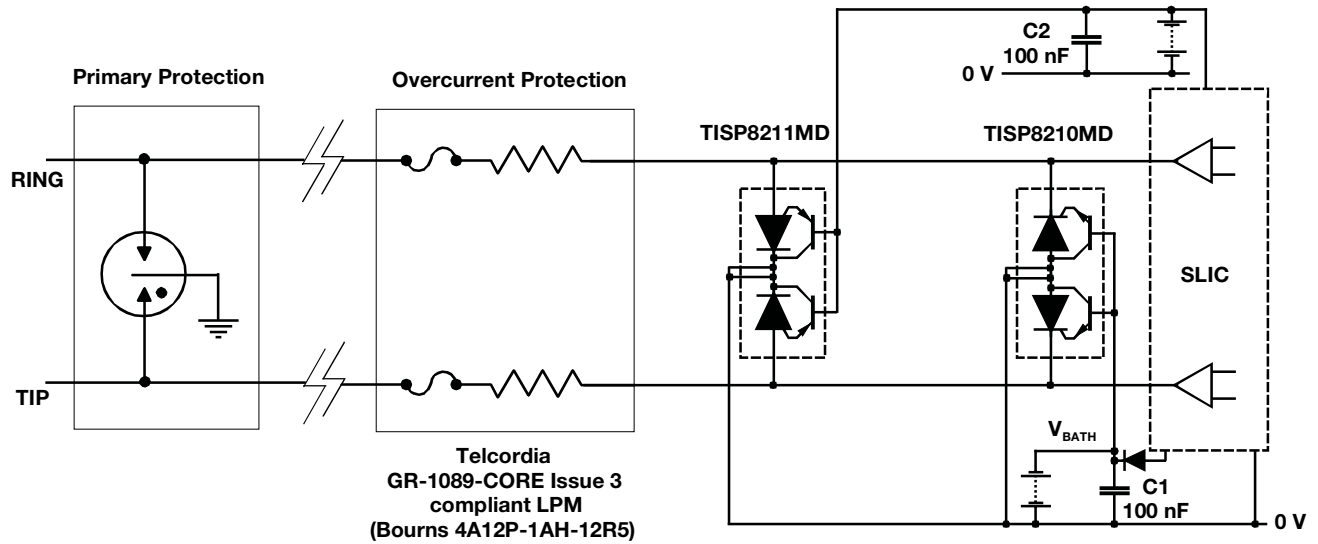 C2
100 nF
0 V
Primary Protection
Overcurrent Protection
TISP8211MD
TISP8210MD
RING
SLIC
TIP
Telcordia
GR-1089-CORE Issue 3
compliant LPM
(Bourns 4A12P-1AH-12R5)
VBATH
C1
100 nF
0 V